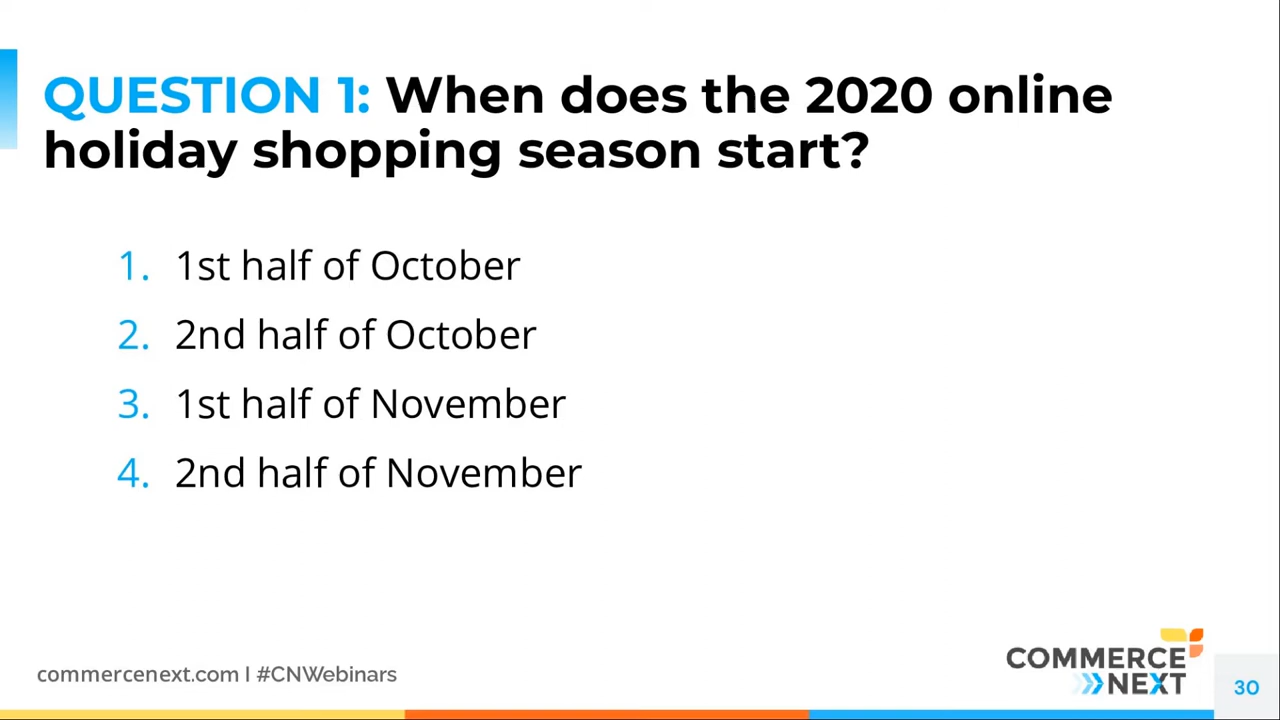 QUESTION 1: When does the 2020 online
holiday shopping season start?
1. 1st half of October
2. 2nd half of October
3. 1st half of November
4. 2nd half of November
commercenext.com | #CNWebinars
COMMERCE
NEXT
30